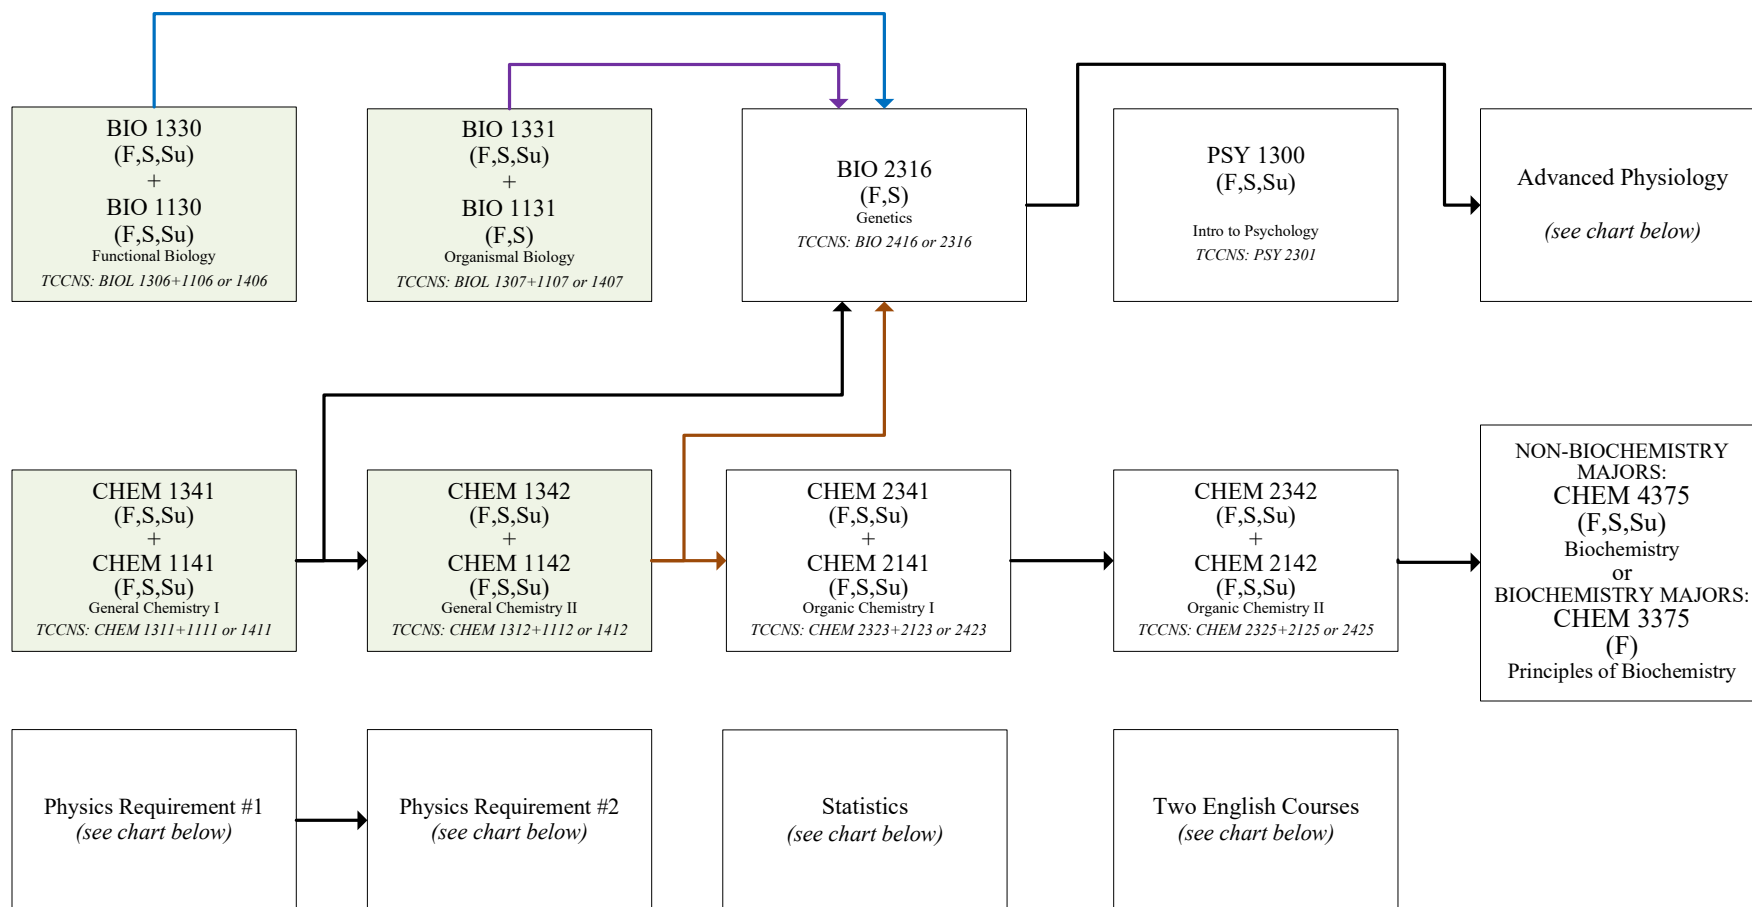 BIO 1330
(F,S,Su)
+
BIO 1130
(F,S,Su)
Functional Biology
TCCNS: BIOL 1306+1106 or 1406
BIO 1331
(F,S,Su)
+
BIO 1131
(F,S)
Organismal Biology
TCCNS: BIOL 1307+1107 or 1407
BIO 2316
(F,S)
Genetics
TCCNS: BIO 2416 or 2316
PSY 1300
(F,S,Su)
Intro to Psychology
TCCNS: PSY 2301
Advanced Physiology
(see chart below)
CHEM 1341
(F,S,Su)
+
CHEM 1141
(F,S,Su)
General Chemistry I
TCCNS: CHEM 1311+1111 or 1411
CHEM 1342
(F,S,Su)
+
CHEM 1142
(F,S,Su)
General Chemistry II
TCCNS: CHEM 1312+1112 or 1412
CHEM 2341
(F,S,Su)
+
CHEM 2141
(F,S,Su)
Organic Chemistry I
TCCNS: CHEM 2323+2123 or 2423
CHEM 2342
(F,S,Su)
+
CHEM 2142
(F,S,Su)
Organic Chemistry II
TCCNS: CHEM 2325+2125 or 2425
NON-BIOCHEMISTRY
MAJORS:
CHEM 4375
(F,S,Su)
Biochemistry
or
BIOCHEMISTRY MAJORS:
CHEM 3375
(F)
Principles of Biochemistry
Physics Requirement #1
(see chart below)
Physics Requirement #2
(see chart below)
Statistics
(see chart below)
Two English Courses
(see chart below)